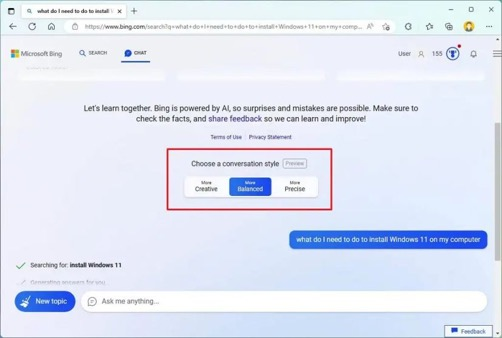 what do I need to do to install
https://www.bing.com/search?q=what+do+I+need+to+do+to+install+Windows+11+on+my+comp...
Microsoft Bing
SEARCH
CHAT
User
155
Let's learn together. Bing is powered by AI, so surprises and mistakes are possible. Make sure to
check the facts, and share feedback so we can learn and improve!
Terms of Use
Privacy Statement
Choose a conversation style
Preview
More
Creative
More
Balanced
More
Precise
what do I need to do to install Windows 11 on my computer
Searching for: install Windows 11
Generating answers for you
New topic
Ask me anything...
Feedback